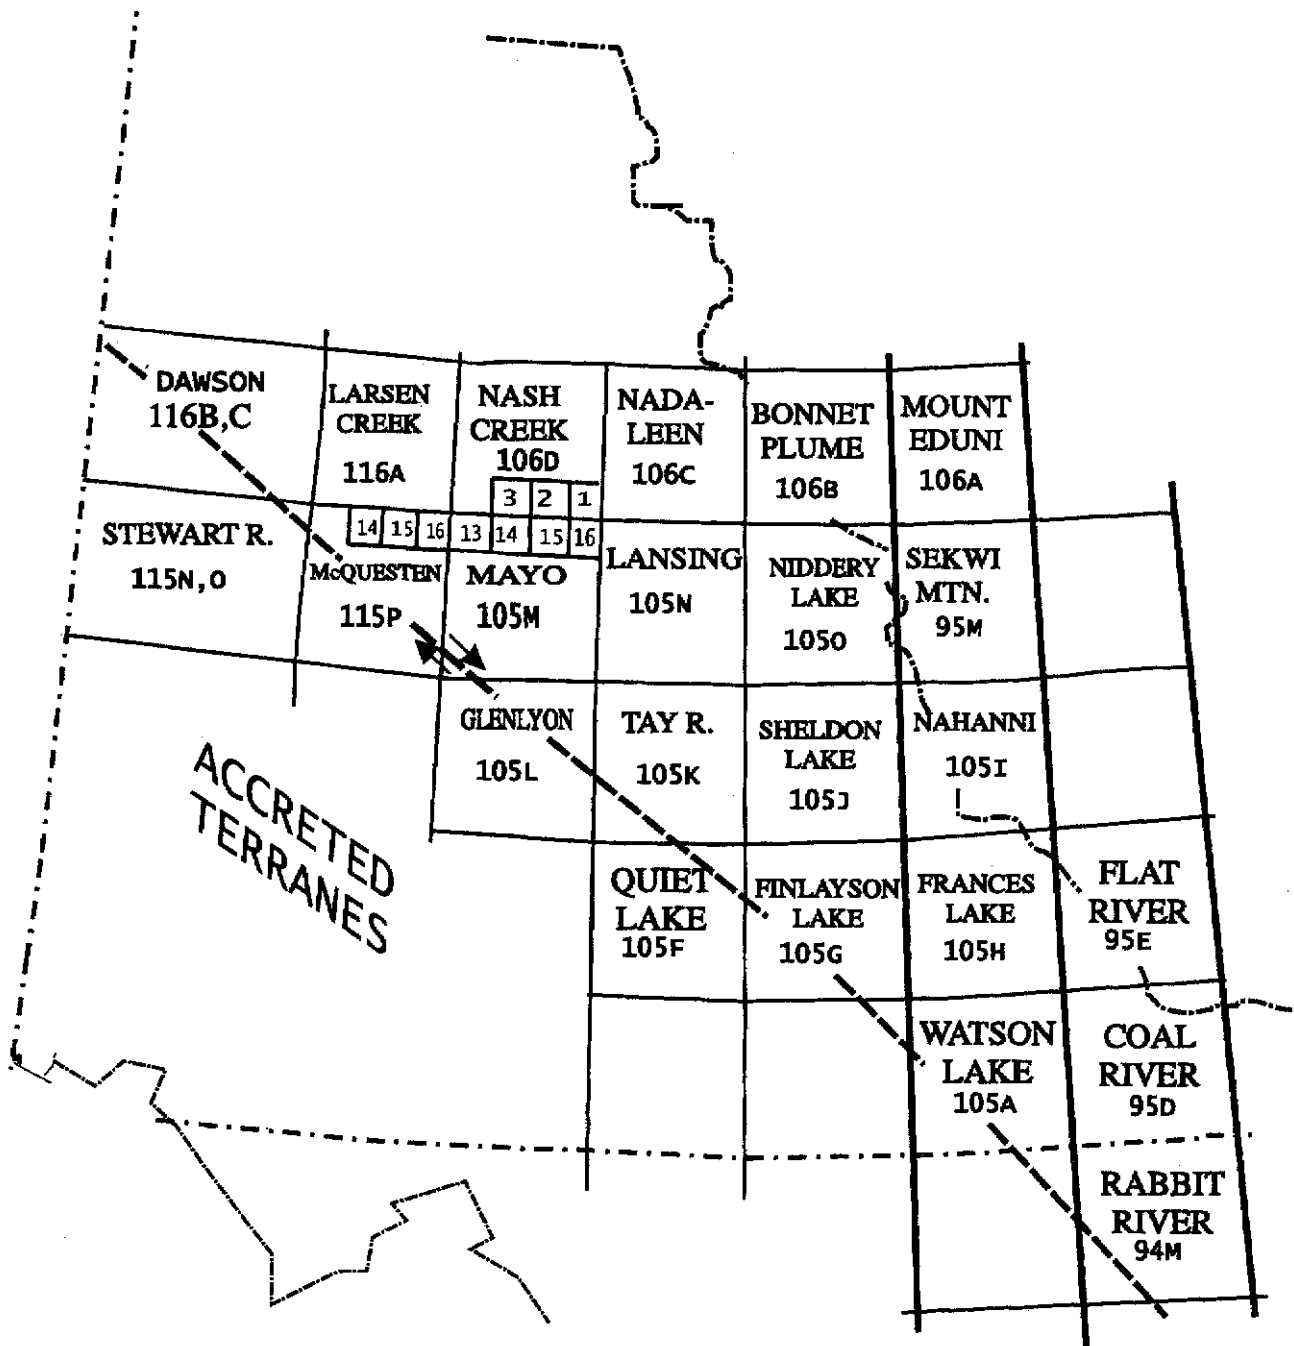 DAWSON
116B,C
LARSEN
CREEK
116A
NASH
CREEK
106D
3 2 1
NADA-
LEEN
106C
BONNET
PLUME
106B
MOUNT
EDUNI
106A
STEWART R.
115N,O
14 15 16 13 14 15 16
McQUESTEN
115P
MAYO
105M
LANSING
105N
NIDDERY
LAKE
105O
SEKWI
MTN.
95M
GLENLYON
105L
TAY R.
105K
SHELDON
LAKE
105J
NAHANNI
105I
ACCRETED
TERRANES
QUIET
LAKE
105F
FINLAYSON
LAKE
105G
FRANCES
LAKE
105H
FLAT
RIVER
95E
WATSON
LAKE
105A
COAL
RIVER
95D
RABBIT
RIVER
94M